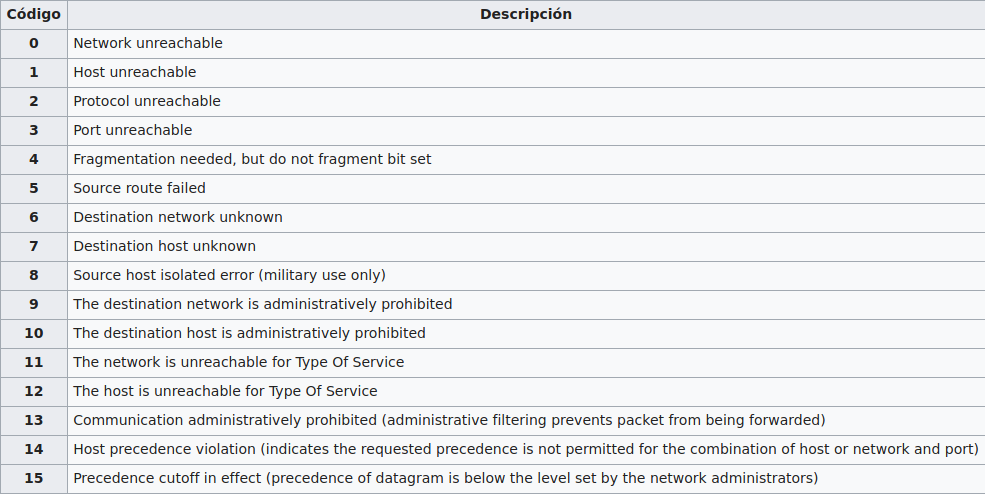 Código Descripción
0 Network unreachable
1 Host unreachable
2 Protocol unreachable
3 Port unreachable
4 Fragmentation needed, but do not fragment bit set
5 Source route failed
6 Destination network unknown
7 Destination host unknown
8 Source host isolated error (military use only)
9 The destination network is administratively prohibited
10 The destination host is administratively prohibited
11 The network is unreachable for Type Of Service
12 The host is unreachable for Type Of Service
13 Communication administratively prohibited (administrative filtering prevents packet from being forwarded)
14 Host precedence violation (indicates the requested precedence is not permitted for the combination of host or network and port)
15 Precedence cutoff in effect (precedence of datagram is below the level set by the network administrators)